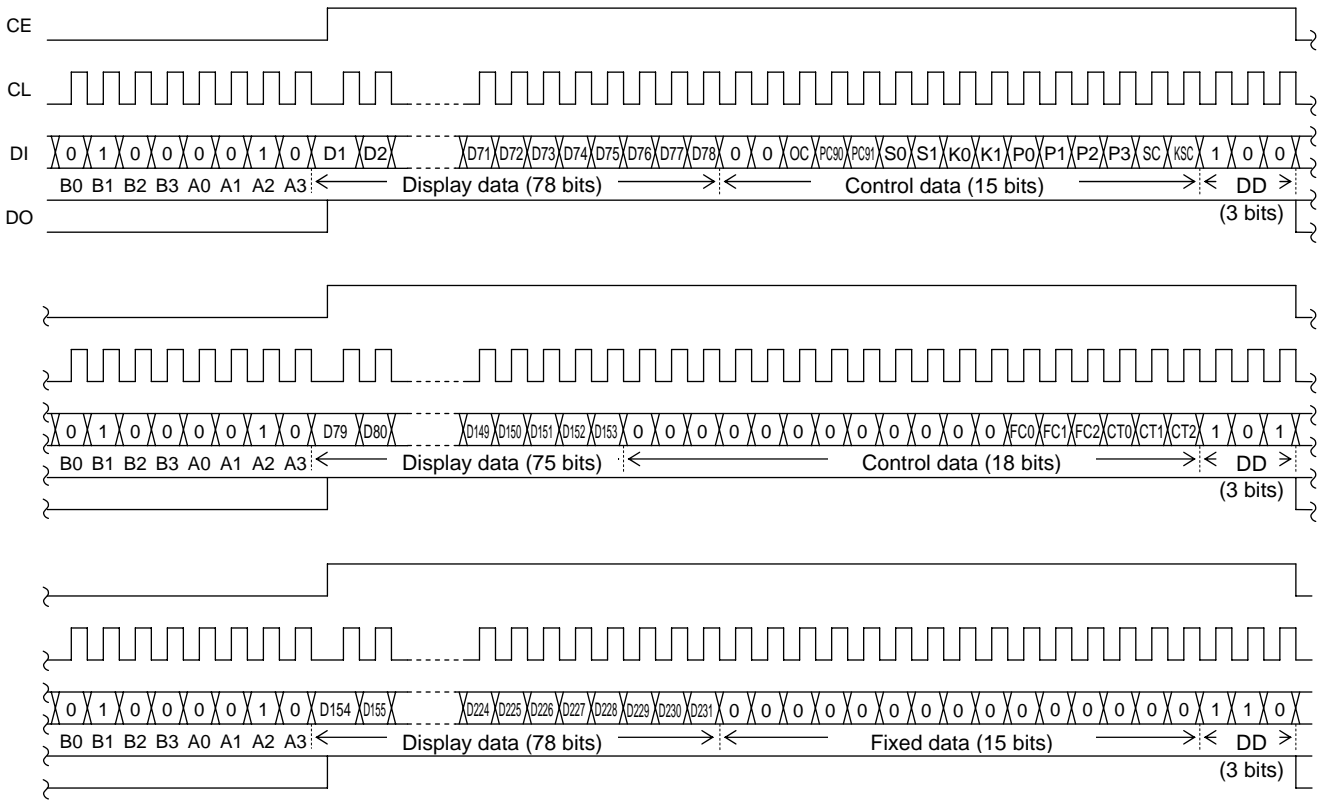 CE
CL
DI 0 1 0 0 0 0 1 0 D1 D2 D71 D72 D73 D74 D75 D76 D77 D78 0 0 OC PC90 PC91 S0 S1 K0 K1 P0 P1 P2 P3 SC KSC 1 0 0
B0 B1 B2 B3 A0 A1 A2 A3 Display data (78 bits) Control data (15 bits) DD
DO (3 bits)
0 1 0 0 0 0 1 0 D79 D80 D149 D150 D151 D152 D153 0 0 0 0 0 0 0 0 0 0 0 0 FC0 FC1 FC2 CT0 CT1 CT2 1 0 1
B0 B1 B2 B3 A0 A1 A2 A3 Display data (75 bits) Control data (18 bits) DD
(3 bits)
0 1 0 0 0 0 1 0 D154 D155 D224 D225 D226 D227 D228 D229 D230 D231 0 0 0 0 0 0 0 0 0 0 0 0 0 0 0 1 1 0
B0 B1 B2 B3 A0 A1 A2 A3 Display data (78 bits) Fixed data (15 bits) DD
(3 bits)